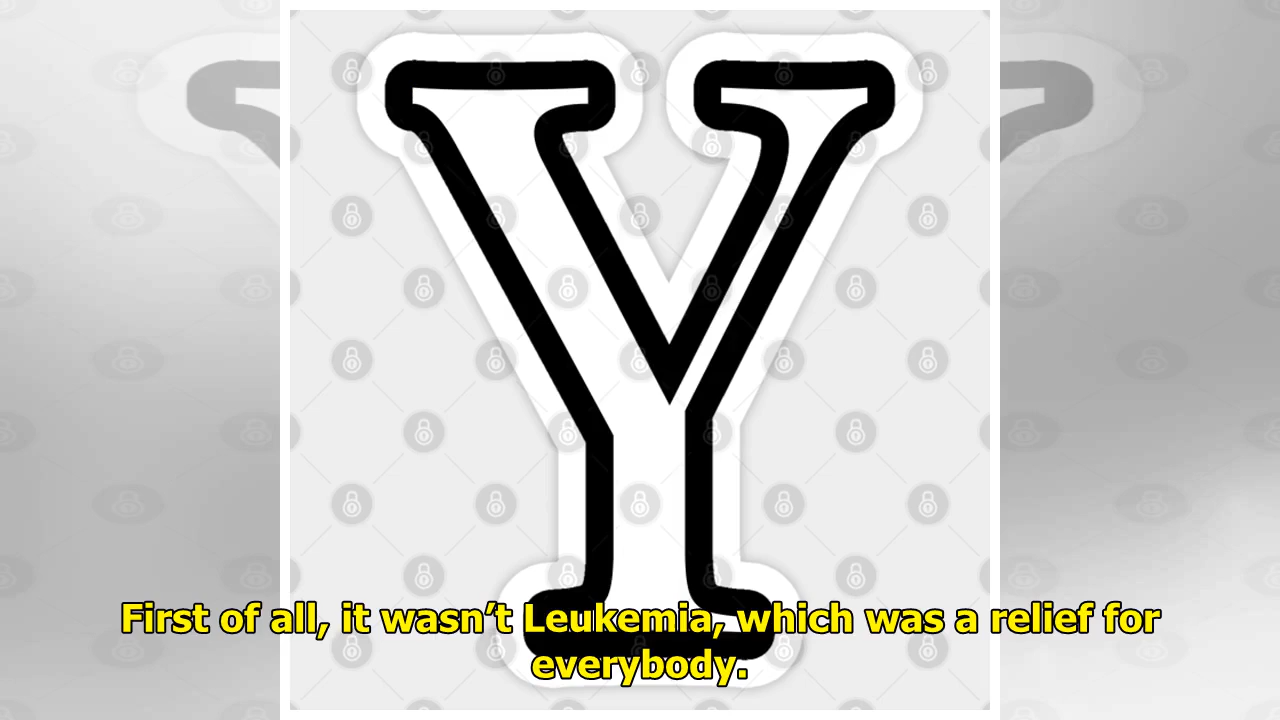 Y
First of all, it wasn’t Leukemia, which was a relief for
everybody.